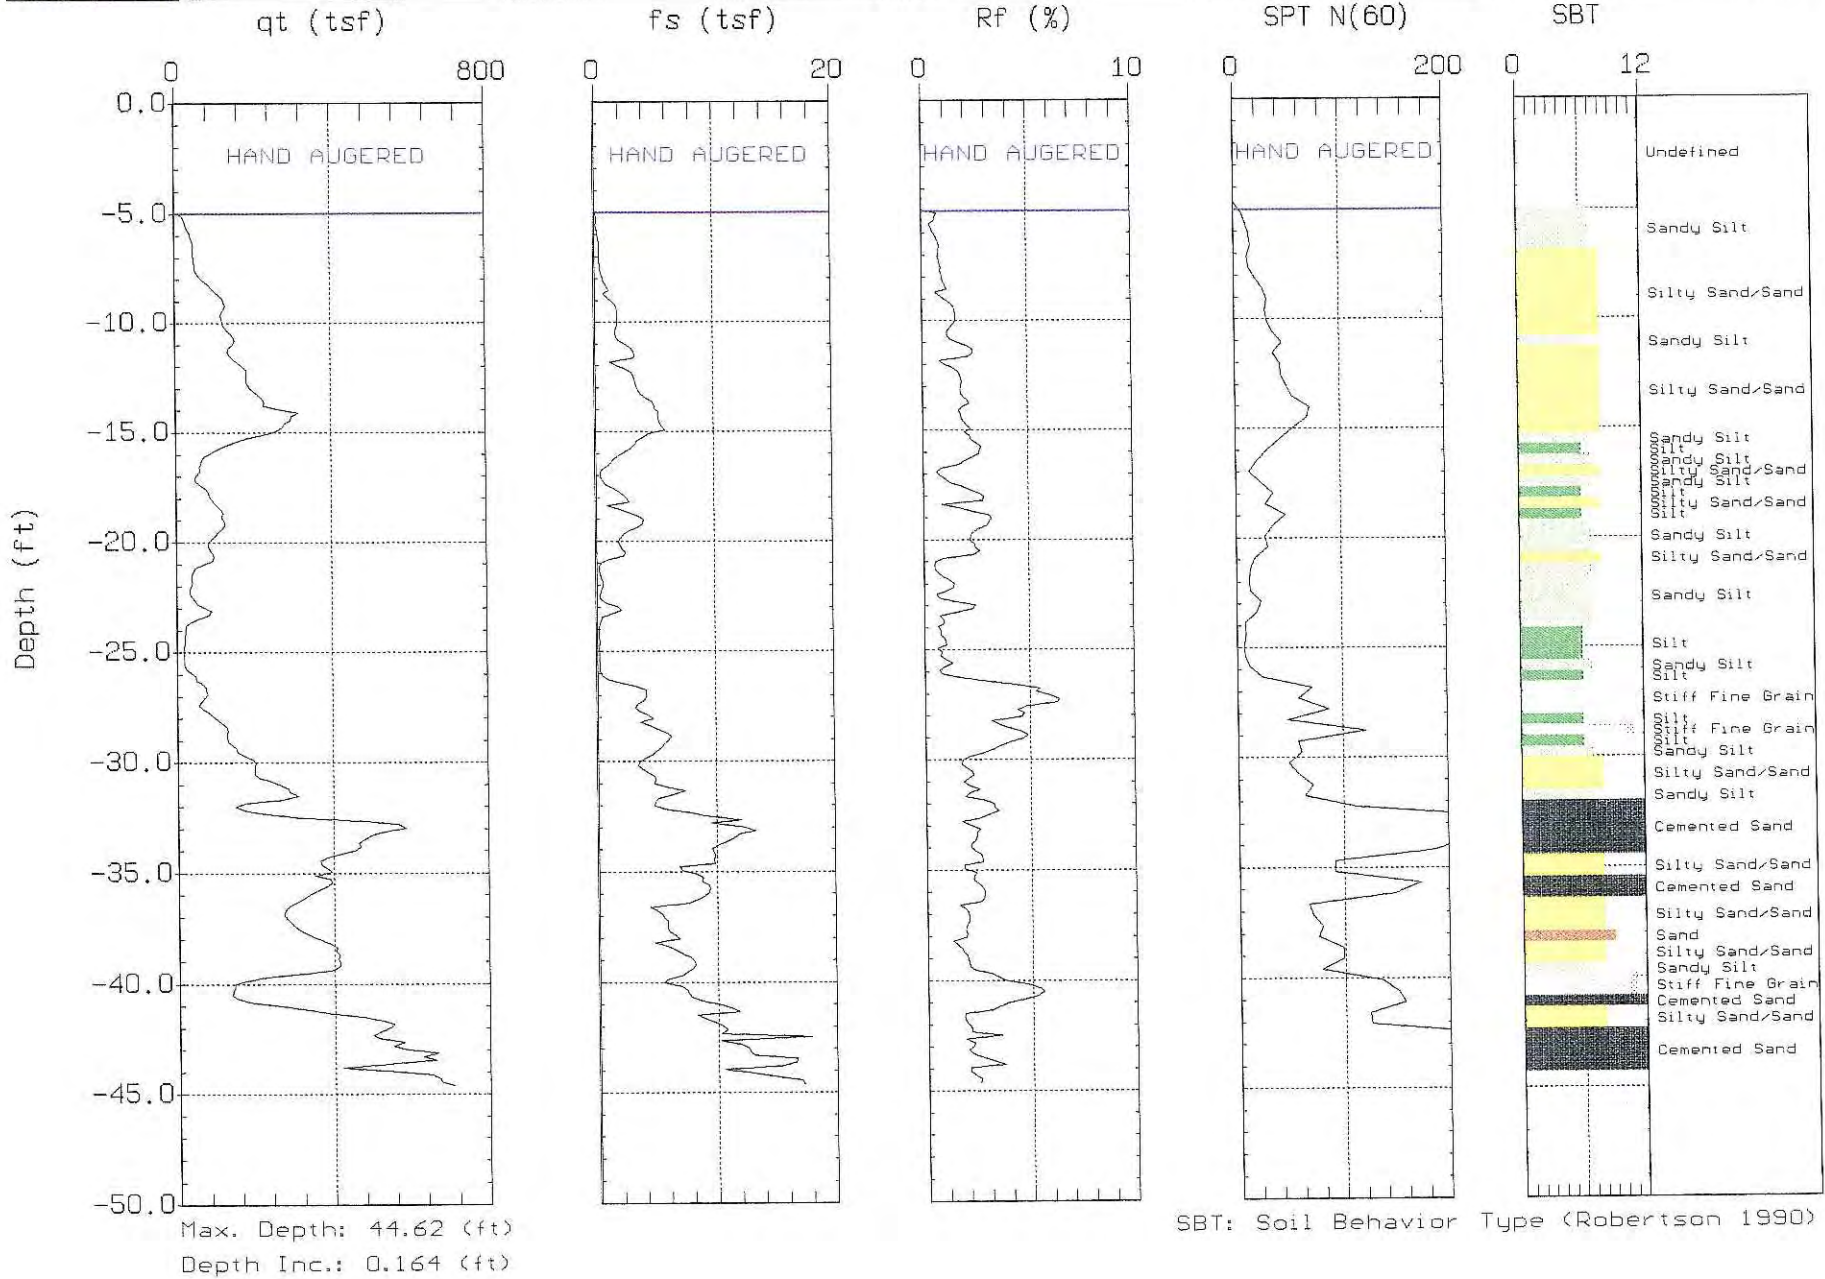 qt (tsf) fs (tsf) Rf (%) SPT N(60) SBT
0 800 0 20 0 10 0 200 0 12
0.0
HAND AUGERED HAND AUGERED HAND AUGERED HAND AUGERED
Undefined
-5.0
Sandy Silt
Silty Sand/Sand
-10.0
Sandy Silt
Silty Sand/Sand
-15.0
Sandy Silt
Silt
Sandy Silt
Silty Sand/Sand
Sandy Silt
Silt
Silty Sand/Sand
Silt
-20.0
Sandy Silt
Silty Sand/Sand
Sandy Silt
Depth (ft)
-25.0
Silt
Sandy Silt
Silt
Stiff Fine Grain
Silt
Stiff Fine Grain
Silt
-30.0
Sandy Silt
Silty Sand/Sand
Sandy Silt
Cemented Sand
-35.0
Silty Sand/Sand
Cemented Sand
Silty Sand/Sand
Sand
Silty Sand/Sand
Sandy Silt
-40.0
Stiff Fine Grain
Cemented Sand
Silty Sand/Sand
Cemented Sand
-45.0
-50.0
Max. Depth: 44.62 (ft)
Depth Inc.: 0.164 (ft)
SBT: Soil Behavior Type (Robertson 1990)